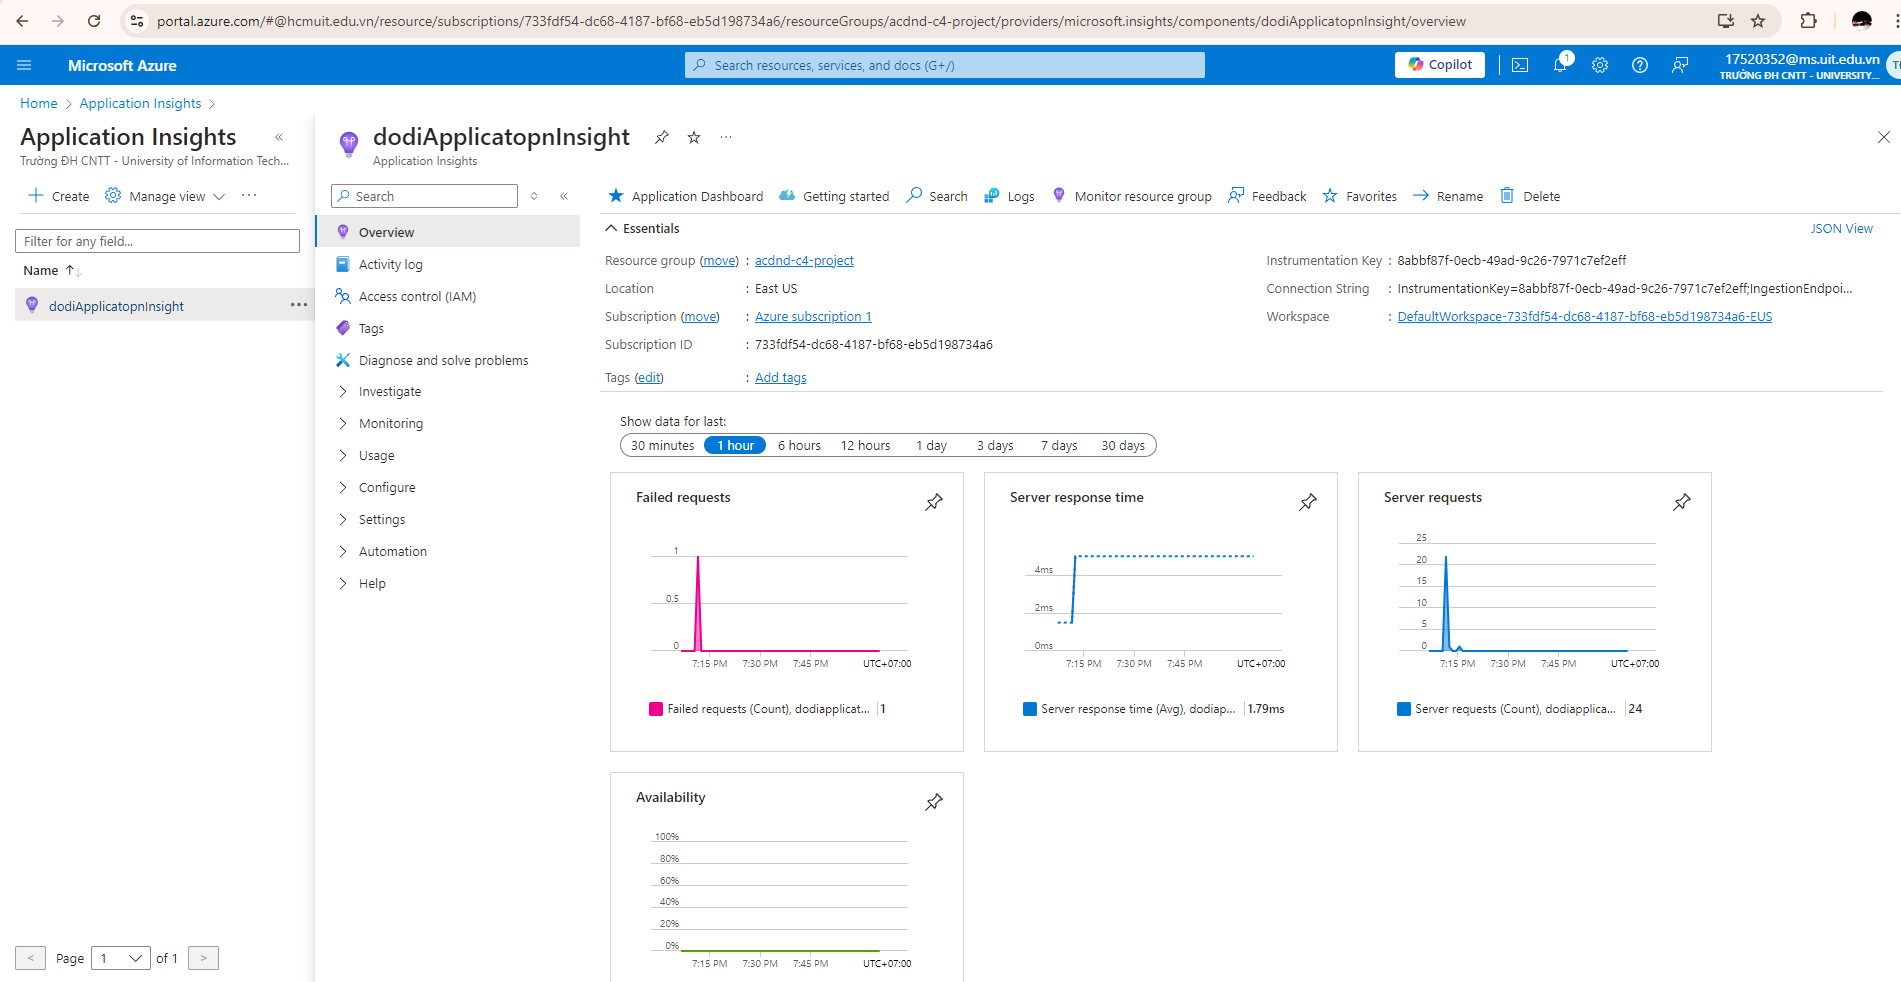 portal.azure.com/#@hcmuit.edu.vn/resource/subscriptions/733fdf54-dc68-4187-bf68-eb5d198734a6/resourceGroups/acdnd-c4-project/providers/microsoft.insights/components/dodiApplicatopnInsight/overview
Microsoft Azure
Search resources, services, and docs (G+/)
Copilot
1
17520352@ms.uit.edu.vn
TRƯỜNG ĐH CNTT - UNIVERSITY...
Home > Application Insights >
Application Insights
Trường ĐH CNTT - University of Information Tech...
Create
Manage view
Filter for any field...
Name
dodiApplicatopnInsight
Page 1 of 1
dodiApplicatopnInsight
Application Insights
Search
Overview
Activity log
Access control (IAM)
Tags
Diagnose and solve problems
Investigate
Monitoring
Usage
Configure
Settings
Automation
Help
Application Dashboard Getting started Search Logs Monitor resource group Feedback Favorites Rename Delete
Essentials
JSON View
Resource group (move) : acdnd-c4-project
Location : East US
Subscription (move) : Azure subscription 1
Subscription ID : 733fdf54-dc68-4187-bf68-eb5d198734a6
Tags (edit) : Add tags
Instrumentation Key : 8abbf87f-0ecb-49ad-9c26-7971c7ef2eff
Connection String : InstrumentationKey=8abbf87f-0ecb-49ad-9c26-7971c7ef2eff;IngestionEndpoi...
Workspace : DefaultWorkspace-733fdf54-dc68-4187-bf68-eb5d198734a6-EUS
Show data for last:
30 minutes 1 hour 6 hours 12 hours 1 day 3 days 7 days 30 days
Failed requests
1
0.5
0
7:15 PM 7:30 PM 7:45 PM UTC+07:00
Failed requests (Count), dodiapplicat... 1
Server response time
4ms
2ms
0ms
7:15 PM 7:30 PM 7:45 PM UTC+07:00
Server response time (Avg), dodiap... 1.79ms
Server requests
25
20
15
10
5
0
7:15 PM 7:30 PM 7:45 PM UTC+07:00
Server requests (Count), dodiapplica... 24
Availability
100%
80%
60%
40%
20%
0%
7:15 PM 7:30 PM 7:45 PM UTC+07:00